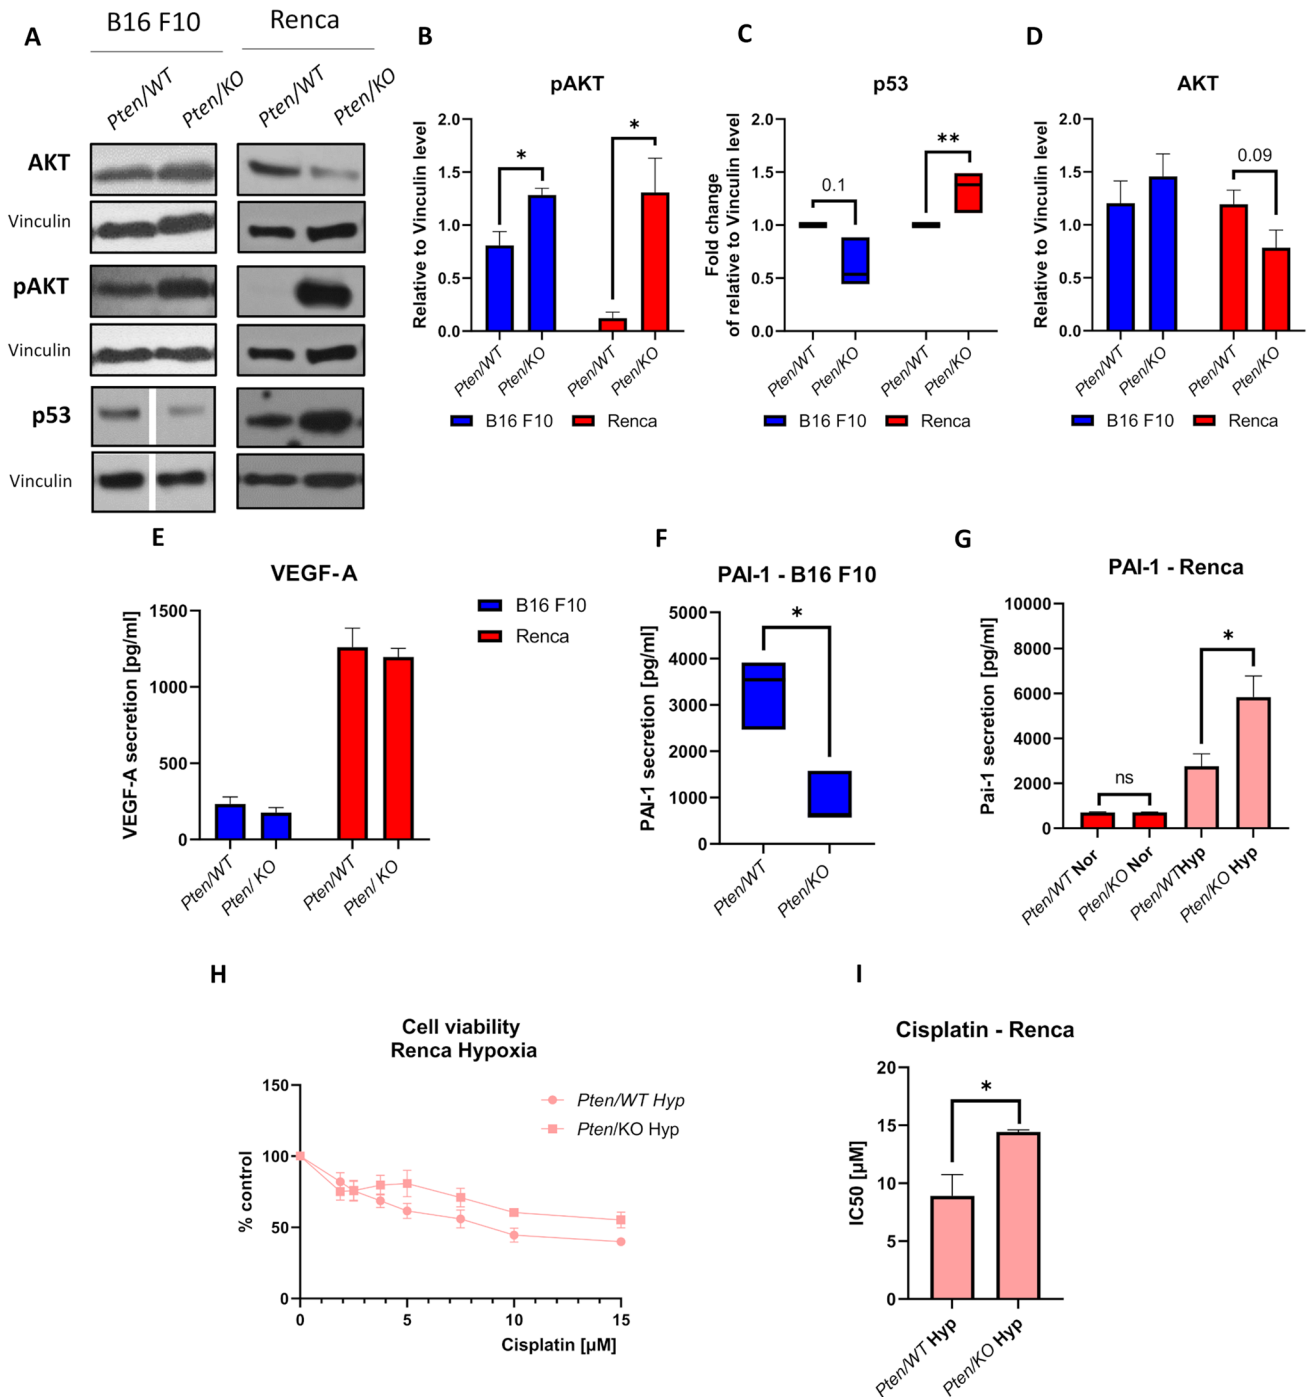 A
B16 F10
Renca
Pten/WT
Pten/KO
Pten/WT
Pten/KO
AKT
Vinculin
pAKT
Vinculin
p53
Vinculin
B
pAKT
Relative to Vinculin level
2.0
1.5
1.0
0.5
0.0
*
*
Pten/WT
Pten/KO
Pten/WT
Pten/KO
B16 F10
Renca
C
p53
Fold change
of relative to Vinculin level
2.0
1.5
1.0
0.5
0.0
0.1
**
Pten/WT
Pten/KO
Pten/WT
Pten/KO
B16 F10
Renca
D
AKT
Relative to Vinculin level
2.0
1.5
1.0
0.5
0.0
0.09
Pten/WT
Pten/KO
Pten/WT
Pten/KO
B16 F10
Renca
E
VEGF-A
VEGF-A secretion [pg/ml]
1500
1000
500
0
Pten/WT
Pten/ KO
Pten/WT
Pten/ KO
B16 F10
Renca
F
PAI-1 - B16 F10
PAI-1 secretion [pg/ml]
5000
4000
3000
2000
1000
0
*
Pten/WT
Pten/KO
G
PAI-1 - Renca
Pai-1 secretion [pg/ml]
10000
8000
6000
4000
2000
0
ns
*
Pten/WT Nor
Pten/KO Nor
Pten/WTHyp
Pten/KO Hyp
H
Cell viability
Renca Hypoxia
% control
150
100
50
0
0
5
10
15
Cisplatin [µM]
Pten/WT Hyp
Pten/KO Hyp
I
Cisplatin - Renca
IC50 [µM]
20
15
10
5
0
*
Pten/WT Hyp
Pten/KO Hyp